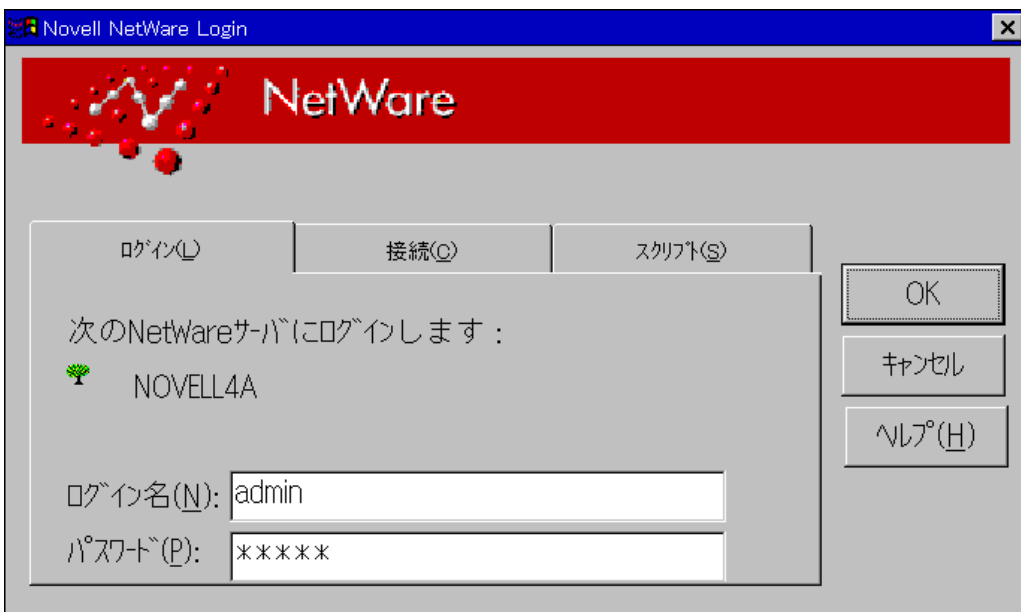 Novell NetWare Login
NetWare
ﾛｸﾞｲﾝ(L)
接続(C)
ｽｸﾘﾌﾟﾄ(S)
OK
次のNetWareｻｰﾊﾞにﾛｸﾞｲﾝします：
ｷｬﾝｾﾙ
NOVELL4A
ﾍﾙﾌﾟ(H)
ﾛｸﾞｲﾝ名(N): admin
ﾊﾟｽﾜｰﾄﾞ(P): *****